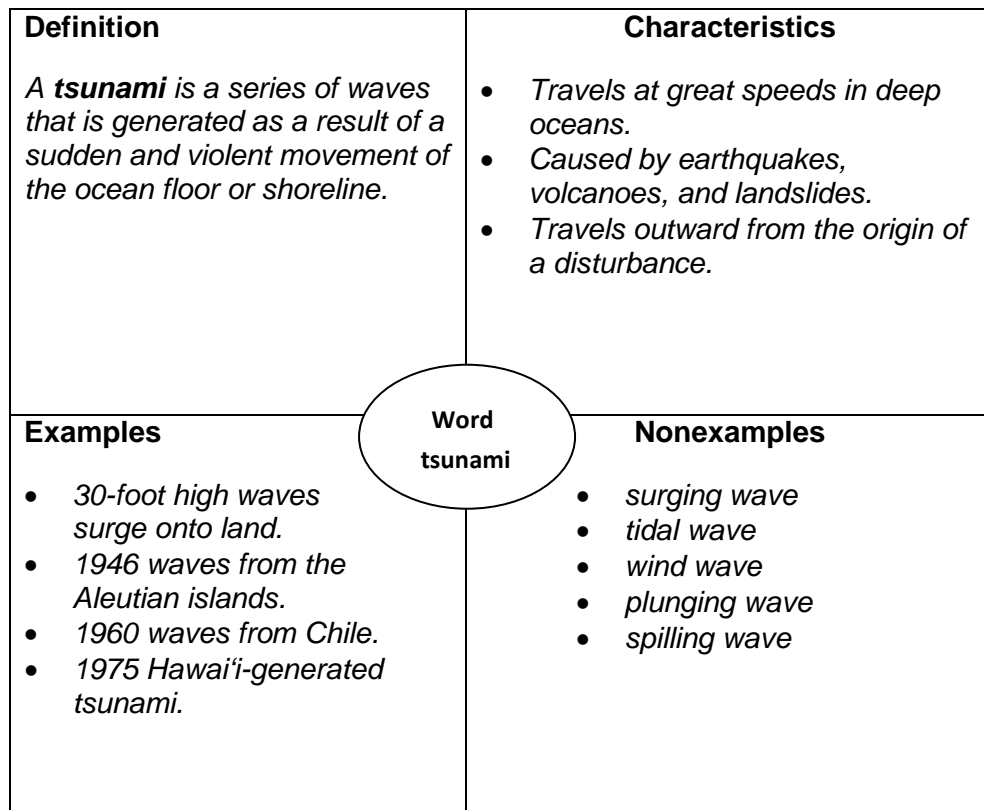 Definition
A tsunami is a series of waves
that is generated as a result of a
sudden and violent movement of
the ocean floor or shoreline.
Characteristics
• Travels at great speeds in deep
oceans.
• Caused by earthquakes,
volcanoes, and landslides.
• Travels outward from the origin of
a disturbance.
Word
tsunami
Examples
• 30-foot high waves
surge onto land.
• 1946 waves from the
Aleutian islands.
• 1960 waves from Chile.
• 1975 Hawai‘i-generated
tsunami.
Nonexamples
• surging wave
• tidal wave
• wind wave
• plunging wave
• spilling wave